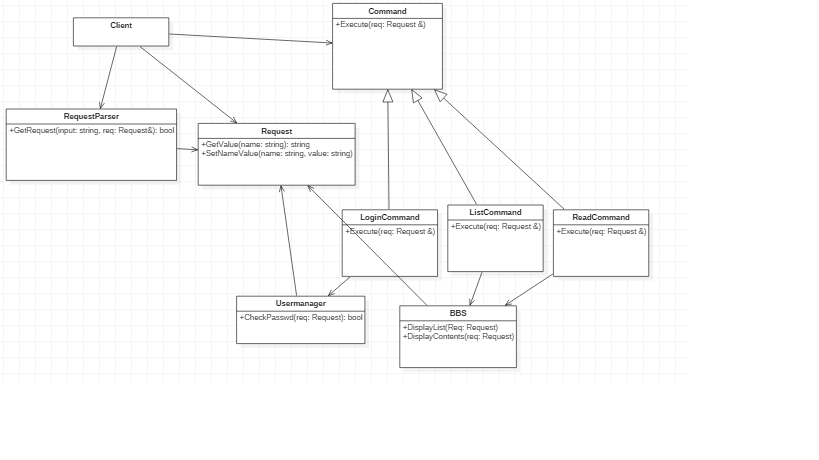 Client
Command
+Execute(req: Request &)
RequestParser
+GetRequest(input: string, req: Request&): bool
Request
+GetValue(name: string): string
+SetNameValue(name: string, value: string)
LoginCommand
+Execute(req: Request &)
ListCommand
+Execute(req: Request &)
ReadCommand
+Execute(req: Request &)
Usermanager
+CheckPasswd(req: Request): bool
BBS
+DisplayList(Req: Request)
+DisplayContents(req: Request)